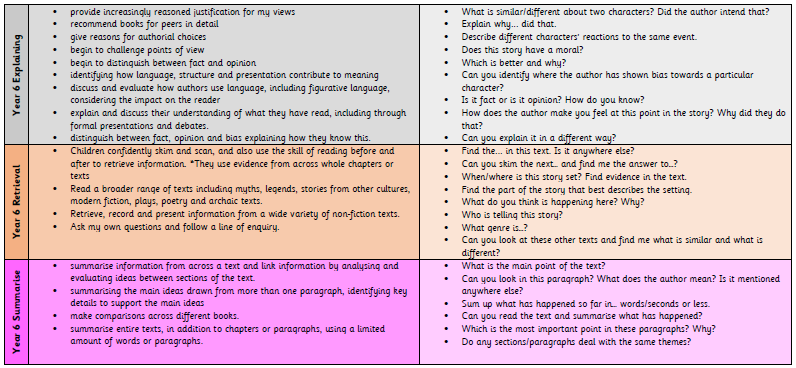 Year 6 Explaining
• provide increasingly reasoned justification for my views
• recommend books for peers in detail
• give reasons for authorial choices
• begin to challenge points of view
• begin to distinguish between fact and opinion
• identifying how language, structure and presentation contribute to meaning
• discuss and evaluate how authors use language, including figurative language,
considering the impact on the reader
• explain and discuss their understanding of what they have read, including through
formal presentations and debates.
• distinguish between fact, opinion and bias explaining how they know this.
• What is similar/different about two characters? Did the author intend that?
• Explain why... did that.
• Describe different characters' reactions to the same event.
• Does this story have a moral?
• Which is better and why?
• Can you identify where the author has shown bias towards a particular
character?
• Is it fact or is it opinion? How do you know?
• How does the author make you feel at this point in the story? Why did they do
that?
• Can you explain it in a different way?
Year 6 Retrieval
• Children confidently skim and scan, and also use the skill of reading before and
after to retrieve information. *They use evidence from across whole chapters or
texts
• Read a broader range of texts including myths, legends, stories from other cultures,
modern fiction, plays, poetry and archaic texts.
• Retrieve, record and present information from a wide variety of non-fiction texts.
• Ask my own questions and follow a line of enquiry.
• Find the... in this text. Is it anywhere else?
• Can you skim the next.. and find me the answer to..?
• When/where is this story set? Find evidence in the text.
• Find the part of the story that best describes the setting.
• What do you think is happening here? Why?
• Who is telling this story?
• What genre is..?
• Can you look at these other texts and find me what is similar and what is
different?
Year 6 Summarise
• summarise information from across a text and link information by analysing and
evaluating ideas between sections of the text.
• summarising the main ideas drawn from more than one paragraph, identifying key
details to support the main ideas
• make comparisons across different books.
• summarise entire texts, in addition to chapters or paragraphs, using a limited
amount of words or paragraphs.
• What is the main point of the text?
• Can you look in this paragraph? What does the author mean? Is it mentioned
anywhere else?
• Sum up what has happened so far in... words/seconds or less.
• Can you read the text and summarise what has happened?
• Which is the most important point in these paragraphs? Why?
• Do any sections/paragraphs deal with the same themes?